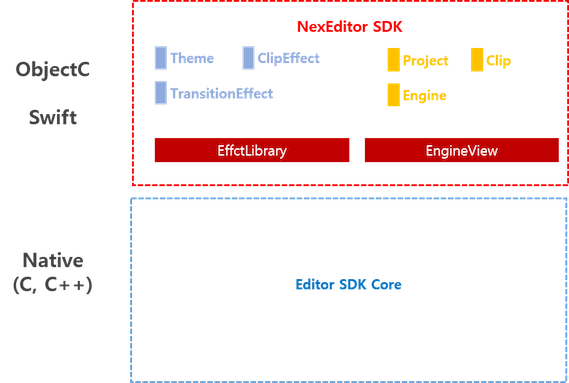 NexEditor SDK
ObjectC
Swift
Theme
ClipEffect
TransitionEffect
Project
Clip
Engine
EffctLibrary
EngineView
Native
(C, C++)
Editor SDK Core